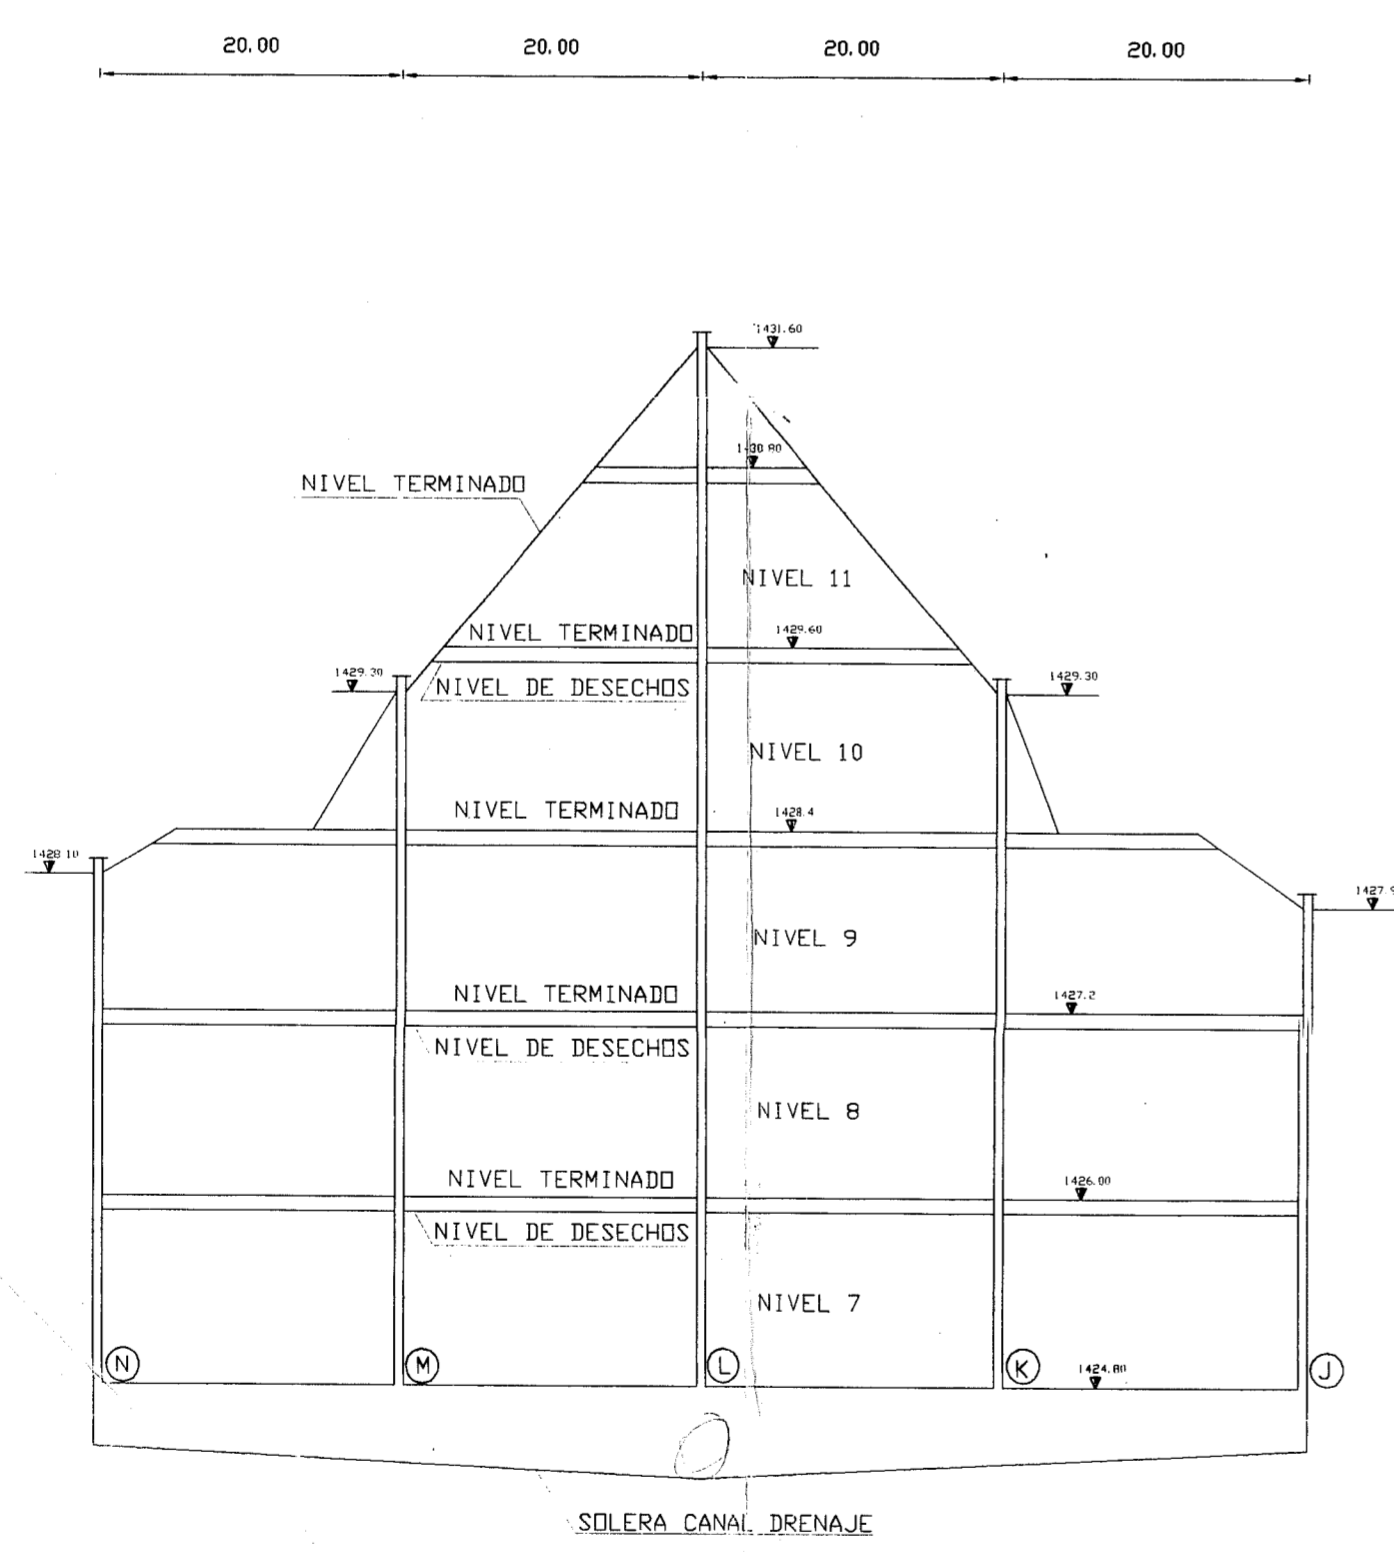 20.00 20.00 20.00 20.00
1431.60
1430.80
NIVEL TERMINADO
NIVEL 11
NIVEL TERMINADO 1429.60
1429.30 NIVEL DE DESECHOS 1429.30
NIVEL 10
NIVEL TERMINADO 1428.4
1428.10
1427.9
NIVEL 9
NIVEL TERMINADO 1427.2
NIVEL DE DESECHOS
NIVEL 8
NIVEL TERMINADO 1426.00
NIVEL DE DESECHOS
NIVEL 7
N M L K 1424.80 J
SOLERA CANAL DRENAJE